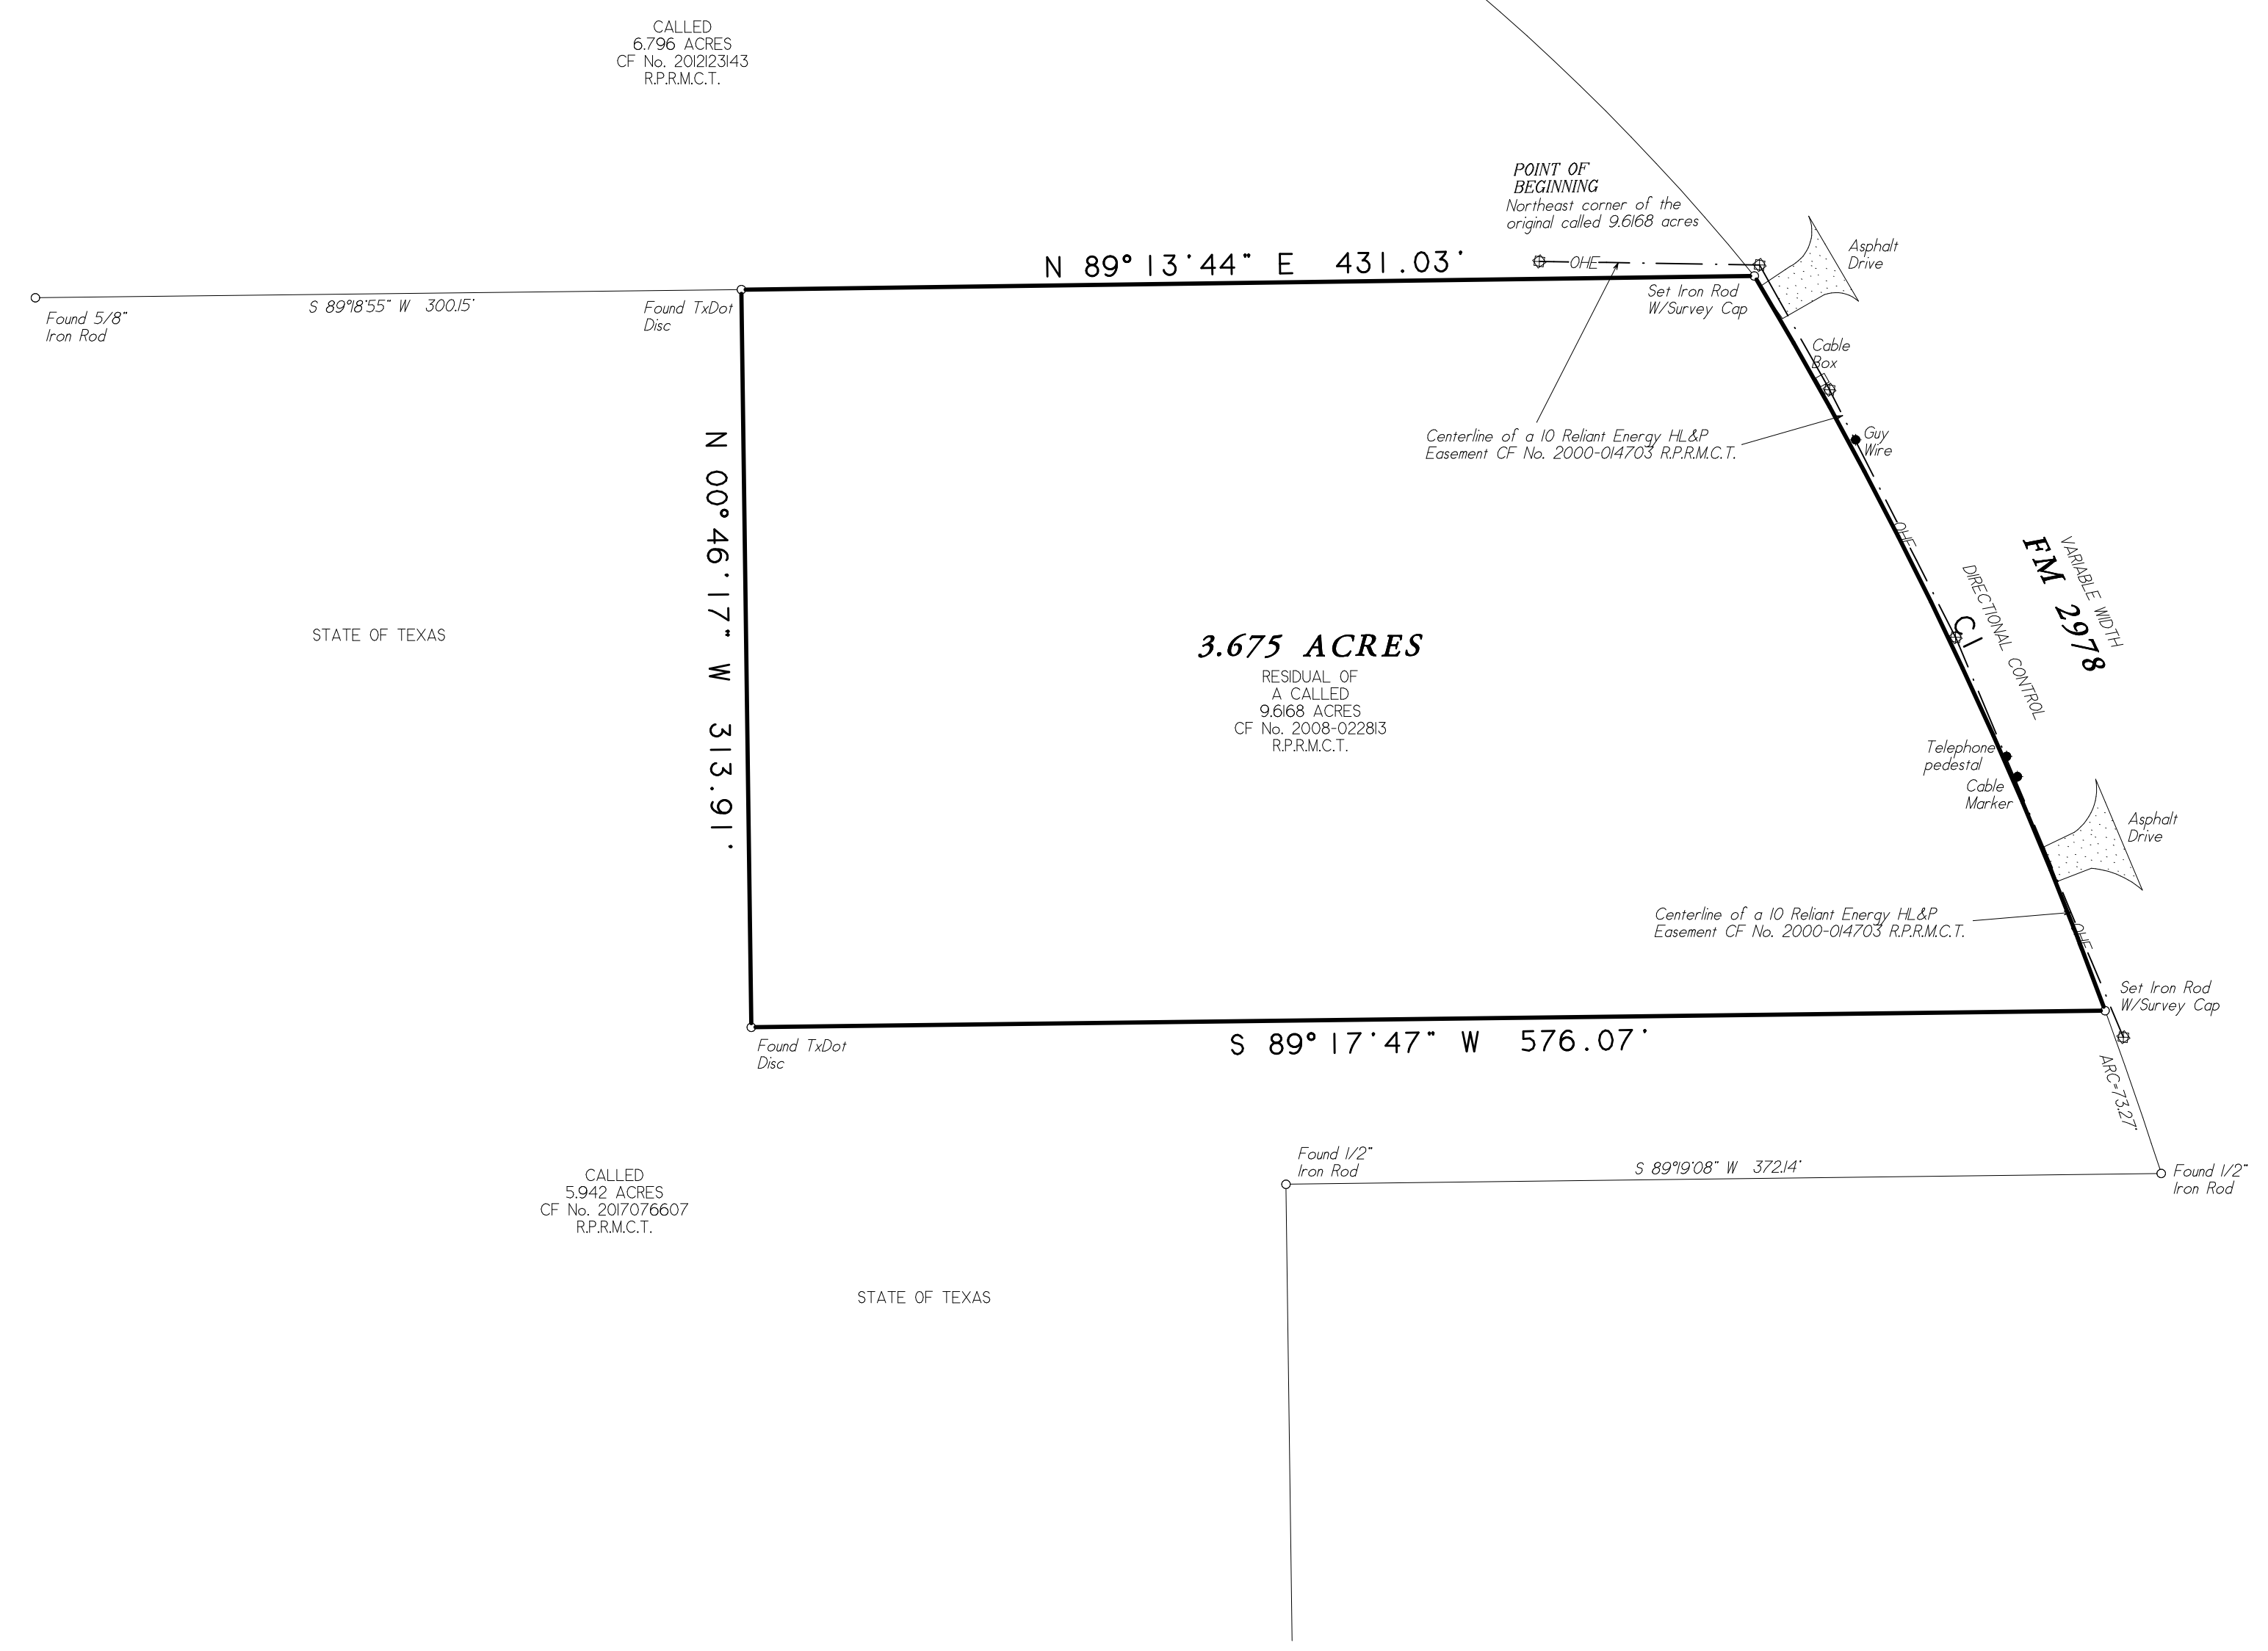 CALLED
6.796 ACRES
CF No. 2012123143
R.P.R.M.C.T.
POINT OF
BEGINNING
Northeast corner of the
original called 9.6168 acres
Asphalt
Drive
N 89° 13' 44" E 431.03'
OHE
S 89°18'55" W 300.15'
Found 5/8"
Iron Rod
Found TxDot
Disc
Set Iron Rod
W/Survey Cap
Cable
Box
Centerline of a 10 Reliant Energy HL&P
Easement CF No. 2000-014703 R.P.R.M.C.T.
Guy
Wire
N 00° 46' 17" W 313.91'
OHE
VARIABLE WIDTH
FM 2978
DIRECTIONAL CONTROL
C1
STATE OF TEXAS
3.675 ACRES
RESIDUAL OF
A CALLED
9.6168 ACRES
CF No. 2008-022813
R.P.R.M.C.T.
Telephone
pedestal
Cable
Marker
Asphalt
Drive
Centerline of a 10 Reliant Energy HL&P
Easement CF No. 2000-014703 R.P.R.M.C.T.
OHE
Set Iron Rod
W/Survey Cap
S 89° 17' 47" W 576.07'
Found TxDot
Disc
ARC=73.27'
Found 1/2"
Iron Rod
S 89°19'08" W 372.14'
Found 1/2"
Iron Rod
CALLED
5.942 ACRES
CF No. 2017076607
R.P.R.M.C.T.
STATE OF TEXAS